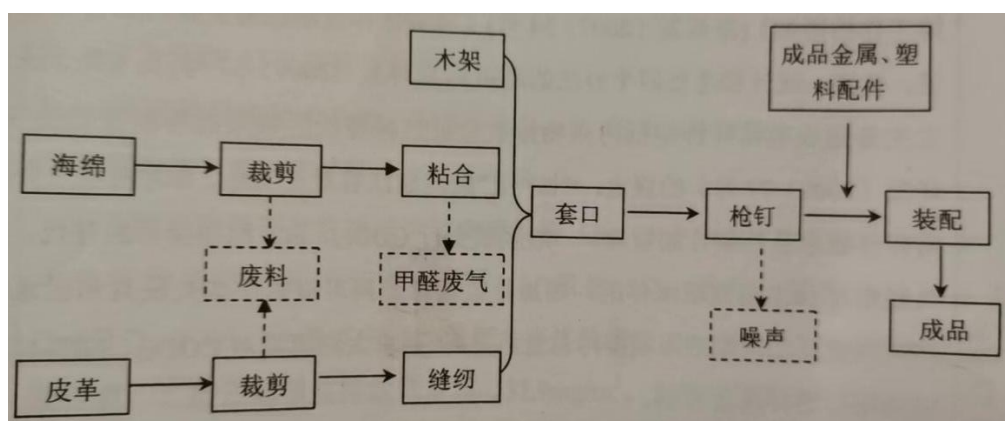 木架
成品金属、塑
料配件
海绵
裁剪
粘合
套口
枪钉
装配
废料
甲醛废气
噪声
成品
皮革
裁剪
缝纫